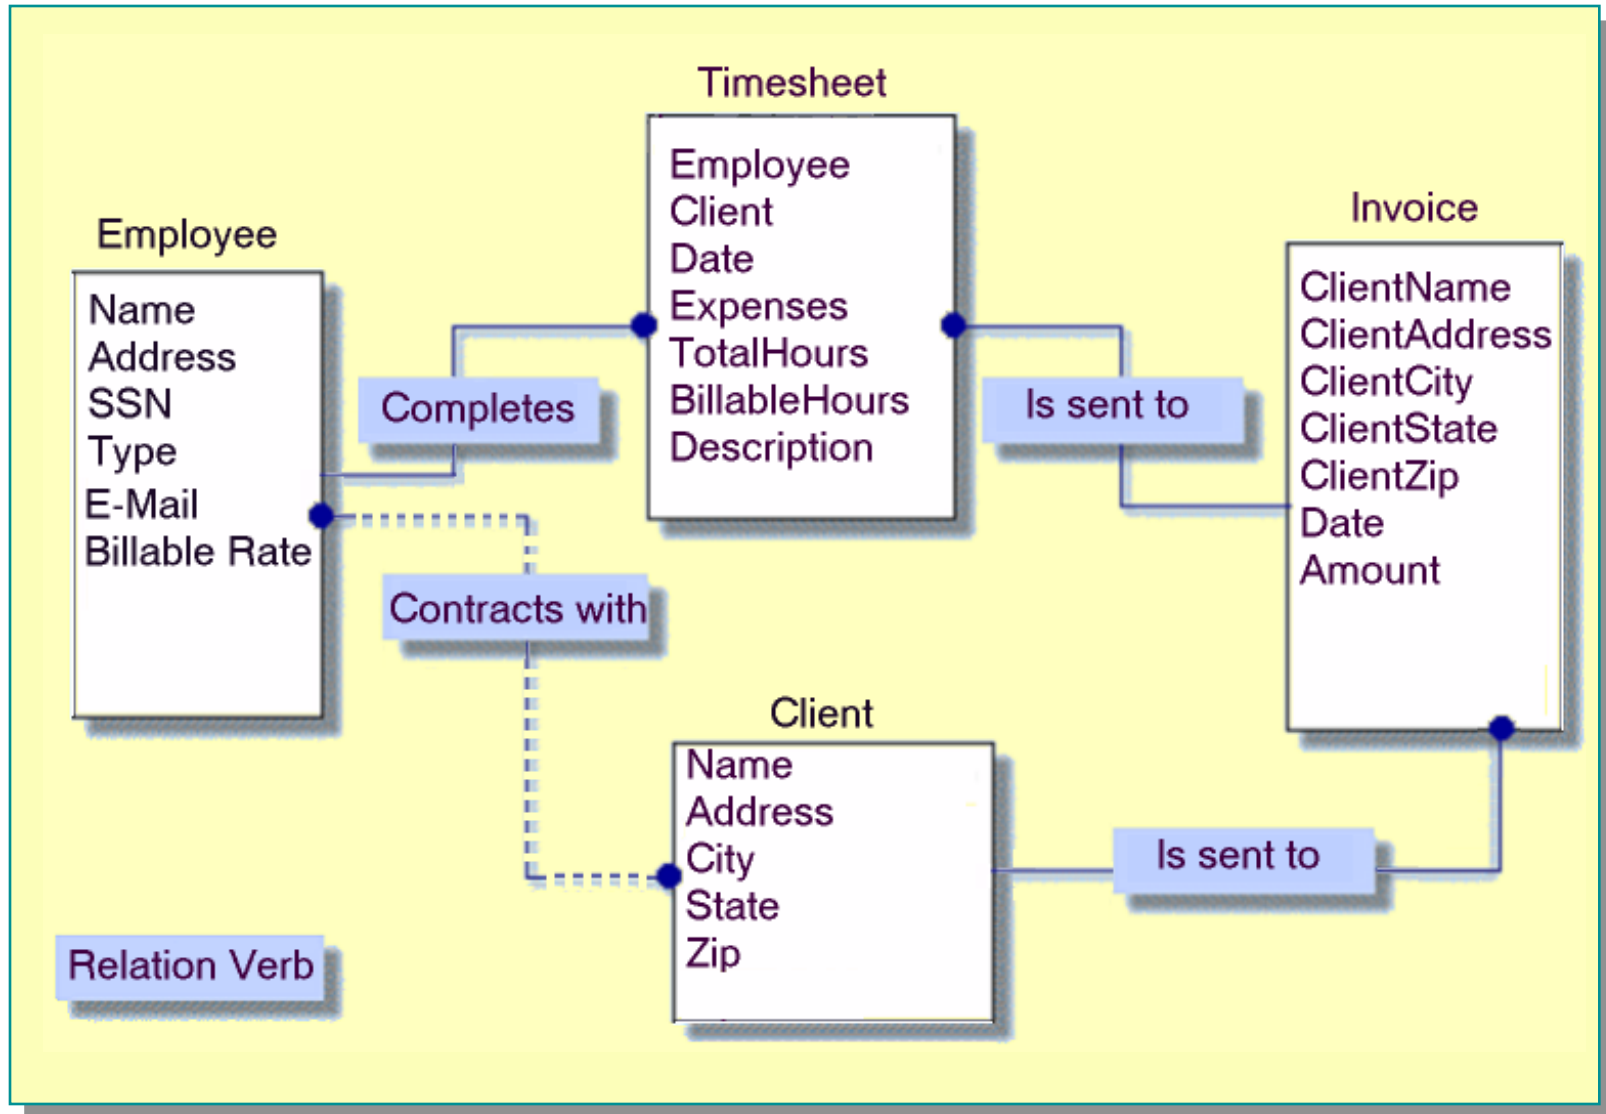 Timesheet
Employee
Client
Date
Expenses
TotalHours
BillableHours
Description
Employee
Name
Address
SSN
Type
E-Mail
Billable Rate
Completes
Is sent to
Invoice
ClientName
ClientAddress
ClientCity
ClientState
ClientZip
Date
Amount
Contracts with
Client
Name
Address
City
State
Zip
Is sent to
Relation Verb